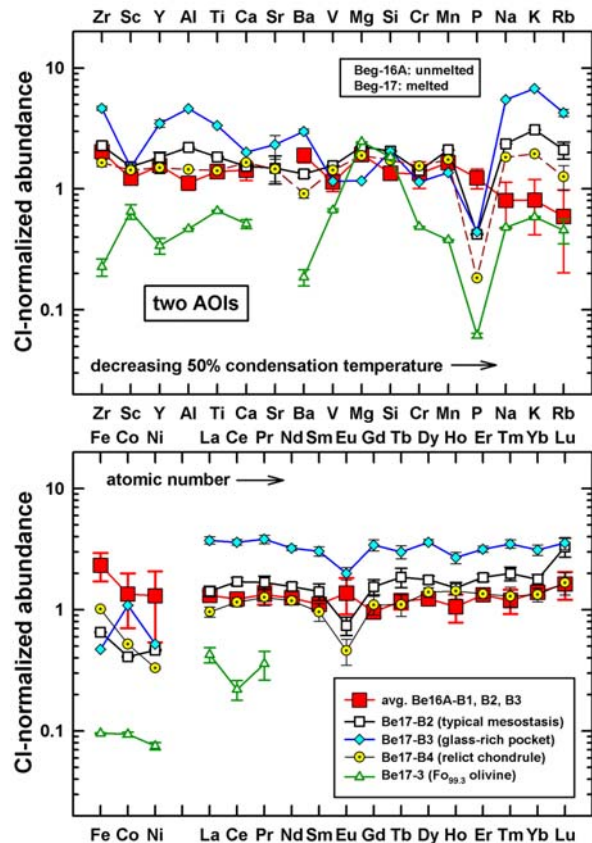 Zr Sc Y Al Ti Ca Sr Ba V Mg Si Cr Mn P Na K Rb
10
1
0.1
CI-normalized abundance
Beg-16A: unmelted
Beg-17: melted
two AOIs
decreasing 50% condensation temperature
Zr Sc Y Al Ti Ca Sr Ba V Mg Si Cr Mn P Na K Rb
Fe Co Ni La Ce Pr Nd Sm Eu Gd Tb Dy Ho Er Tm Yb Lu
atomic number
10
1
0.1
CI-normalized abundance
avg. Be16A-B1, B2, B3
Be17-B2 (typical mesostasis)
Be17-B3 (glass-rich pocket)
Be17-B4 (relict chondrule)
Be17-3 (Fo99.3 olivine)
Fe Co Ni La Ce Pr Nd Sm Eu Gd Tb Dy Ho Er Tm Yb Lu